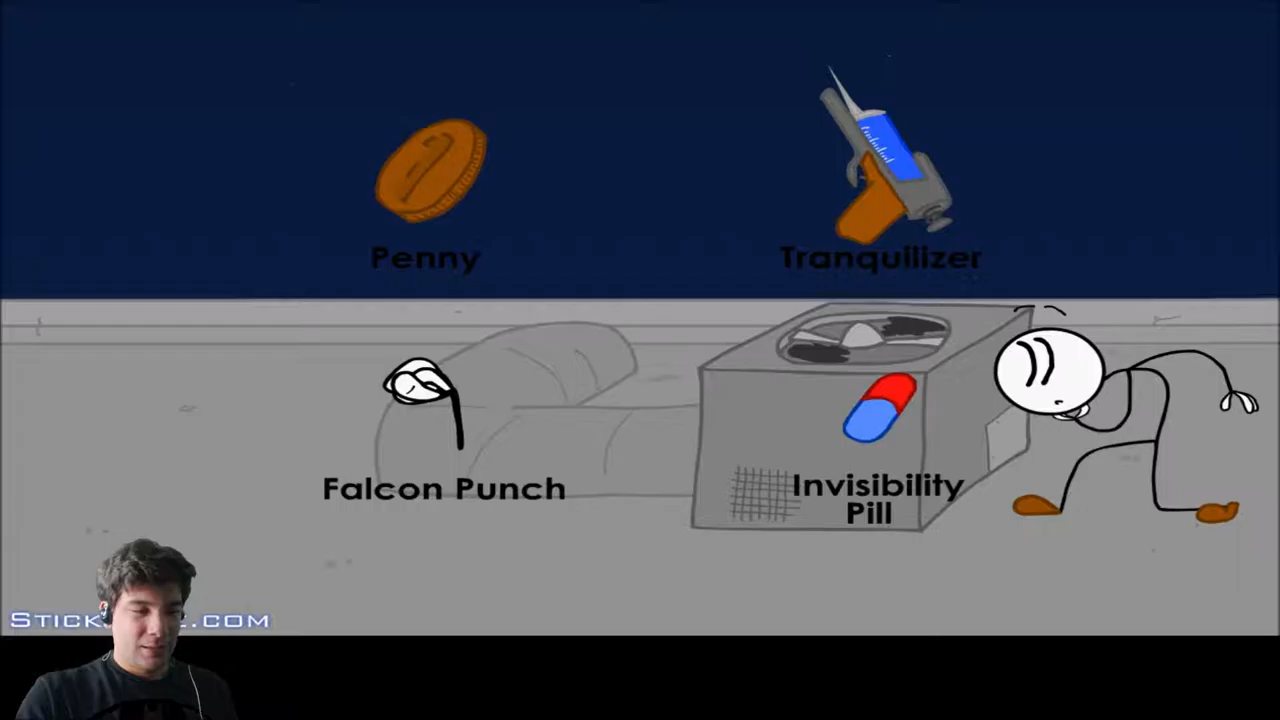 Penny
Tranquilizer
Falcon Punch
Invisibility
Pill